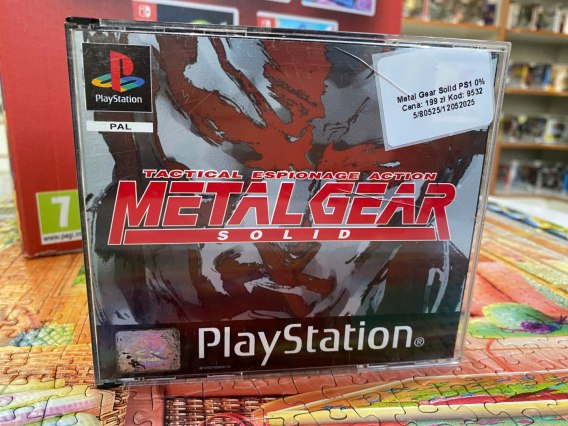 PlayStation
PAL
Metal Gear Solid PS1 0%
Cena: 199 zł Kod: 9532
5/80525/12052025
TACTICAL ESPIONAGE ACTION
METAL GEAR
SOLID
7
PlayStation®